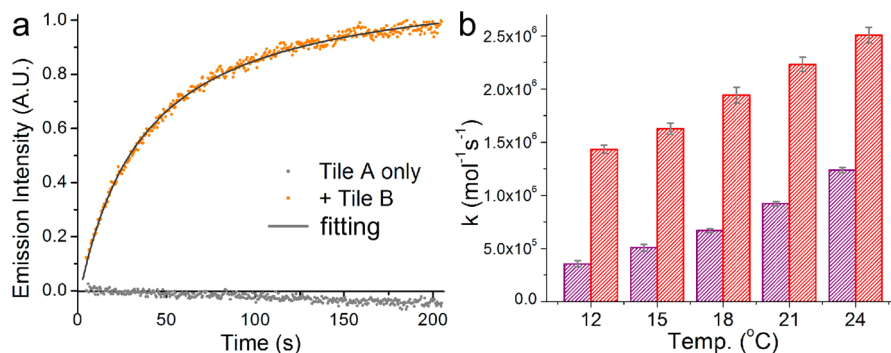 a
Emission Intensity (A.U.)
1.0
0.8
0.6
0.4
0.2
0.0
Tile A only
+ Tile B
fitting
0 50 100 150 200
Time (s)
b
k (mol⁻¹s⁻¹)
2.5x10⁶
2.0x10⁶
1.5x10⁶
1.0x10⁶
5.0x10⁵
0.0
12 15 18 21 24
Temp. (°C)